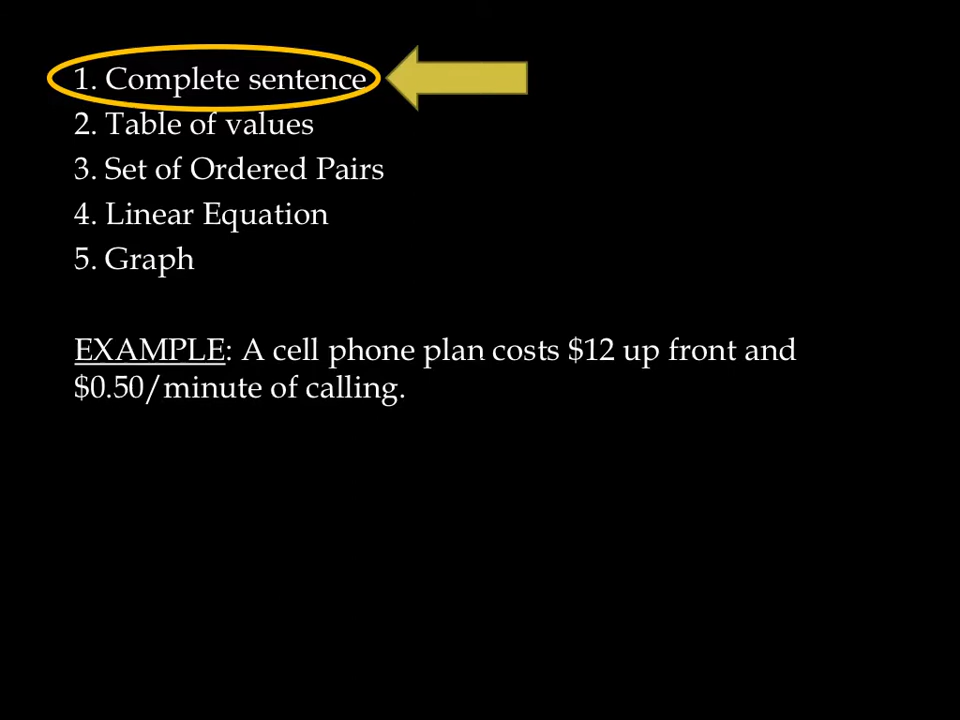 1. Complete sentence
2. Table of values
3. Set of Ordered Pairs
4. Linear Equation
5. Graph
EXAMPLE: A cell phone plan costs $12 up front and
$0.50/minute of calling.